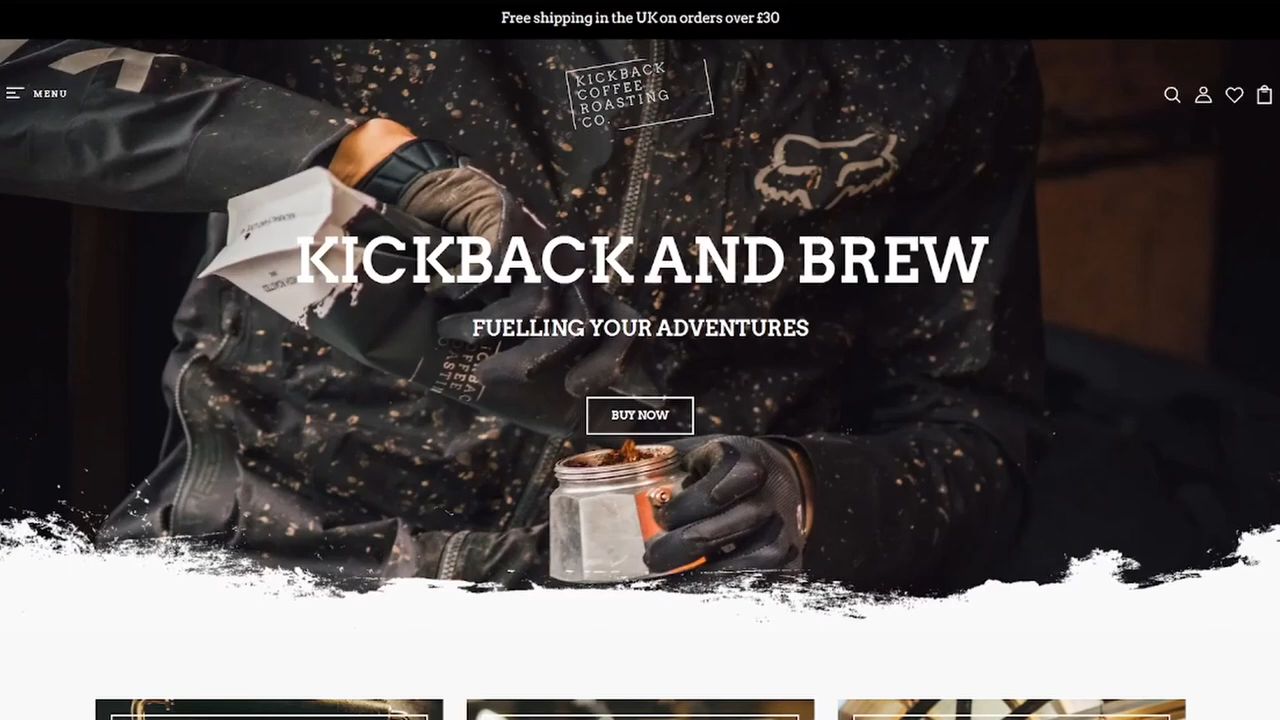 Free shipping in the UK on orders over £30
MENU
KICKBACK
COFFEE
ROASTING
CO.
KICKBACK AND BREW
FUELLING YOUR ADVENTURES
BUY NOW